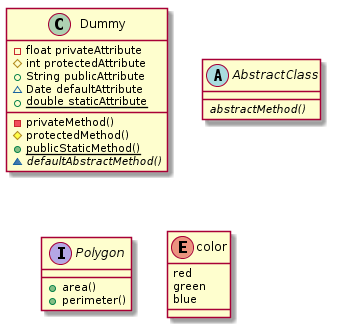 C Dummy
float privateAttribute
int protectedAttribute
String publicAttribute
Date defaultAttribute
double staticAttribute
privateMethod()
protectedMethod()
publicStaticMethod()
defaultAbstractMethod()
A AbstractClass
abstractMethod()
I Polygon
area()
perimeter()
E color
red
green
blue